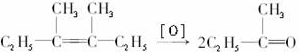 CH₃ CH₃ CH₃
C₂H₅—C=C—C₂H₅ [O] → 2C₂H₅—C=O